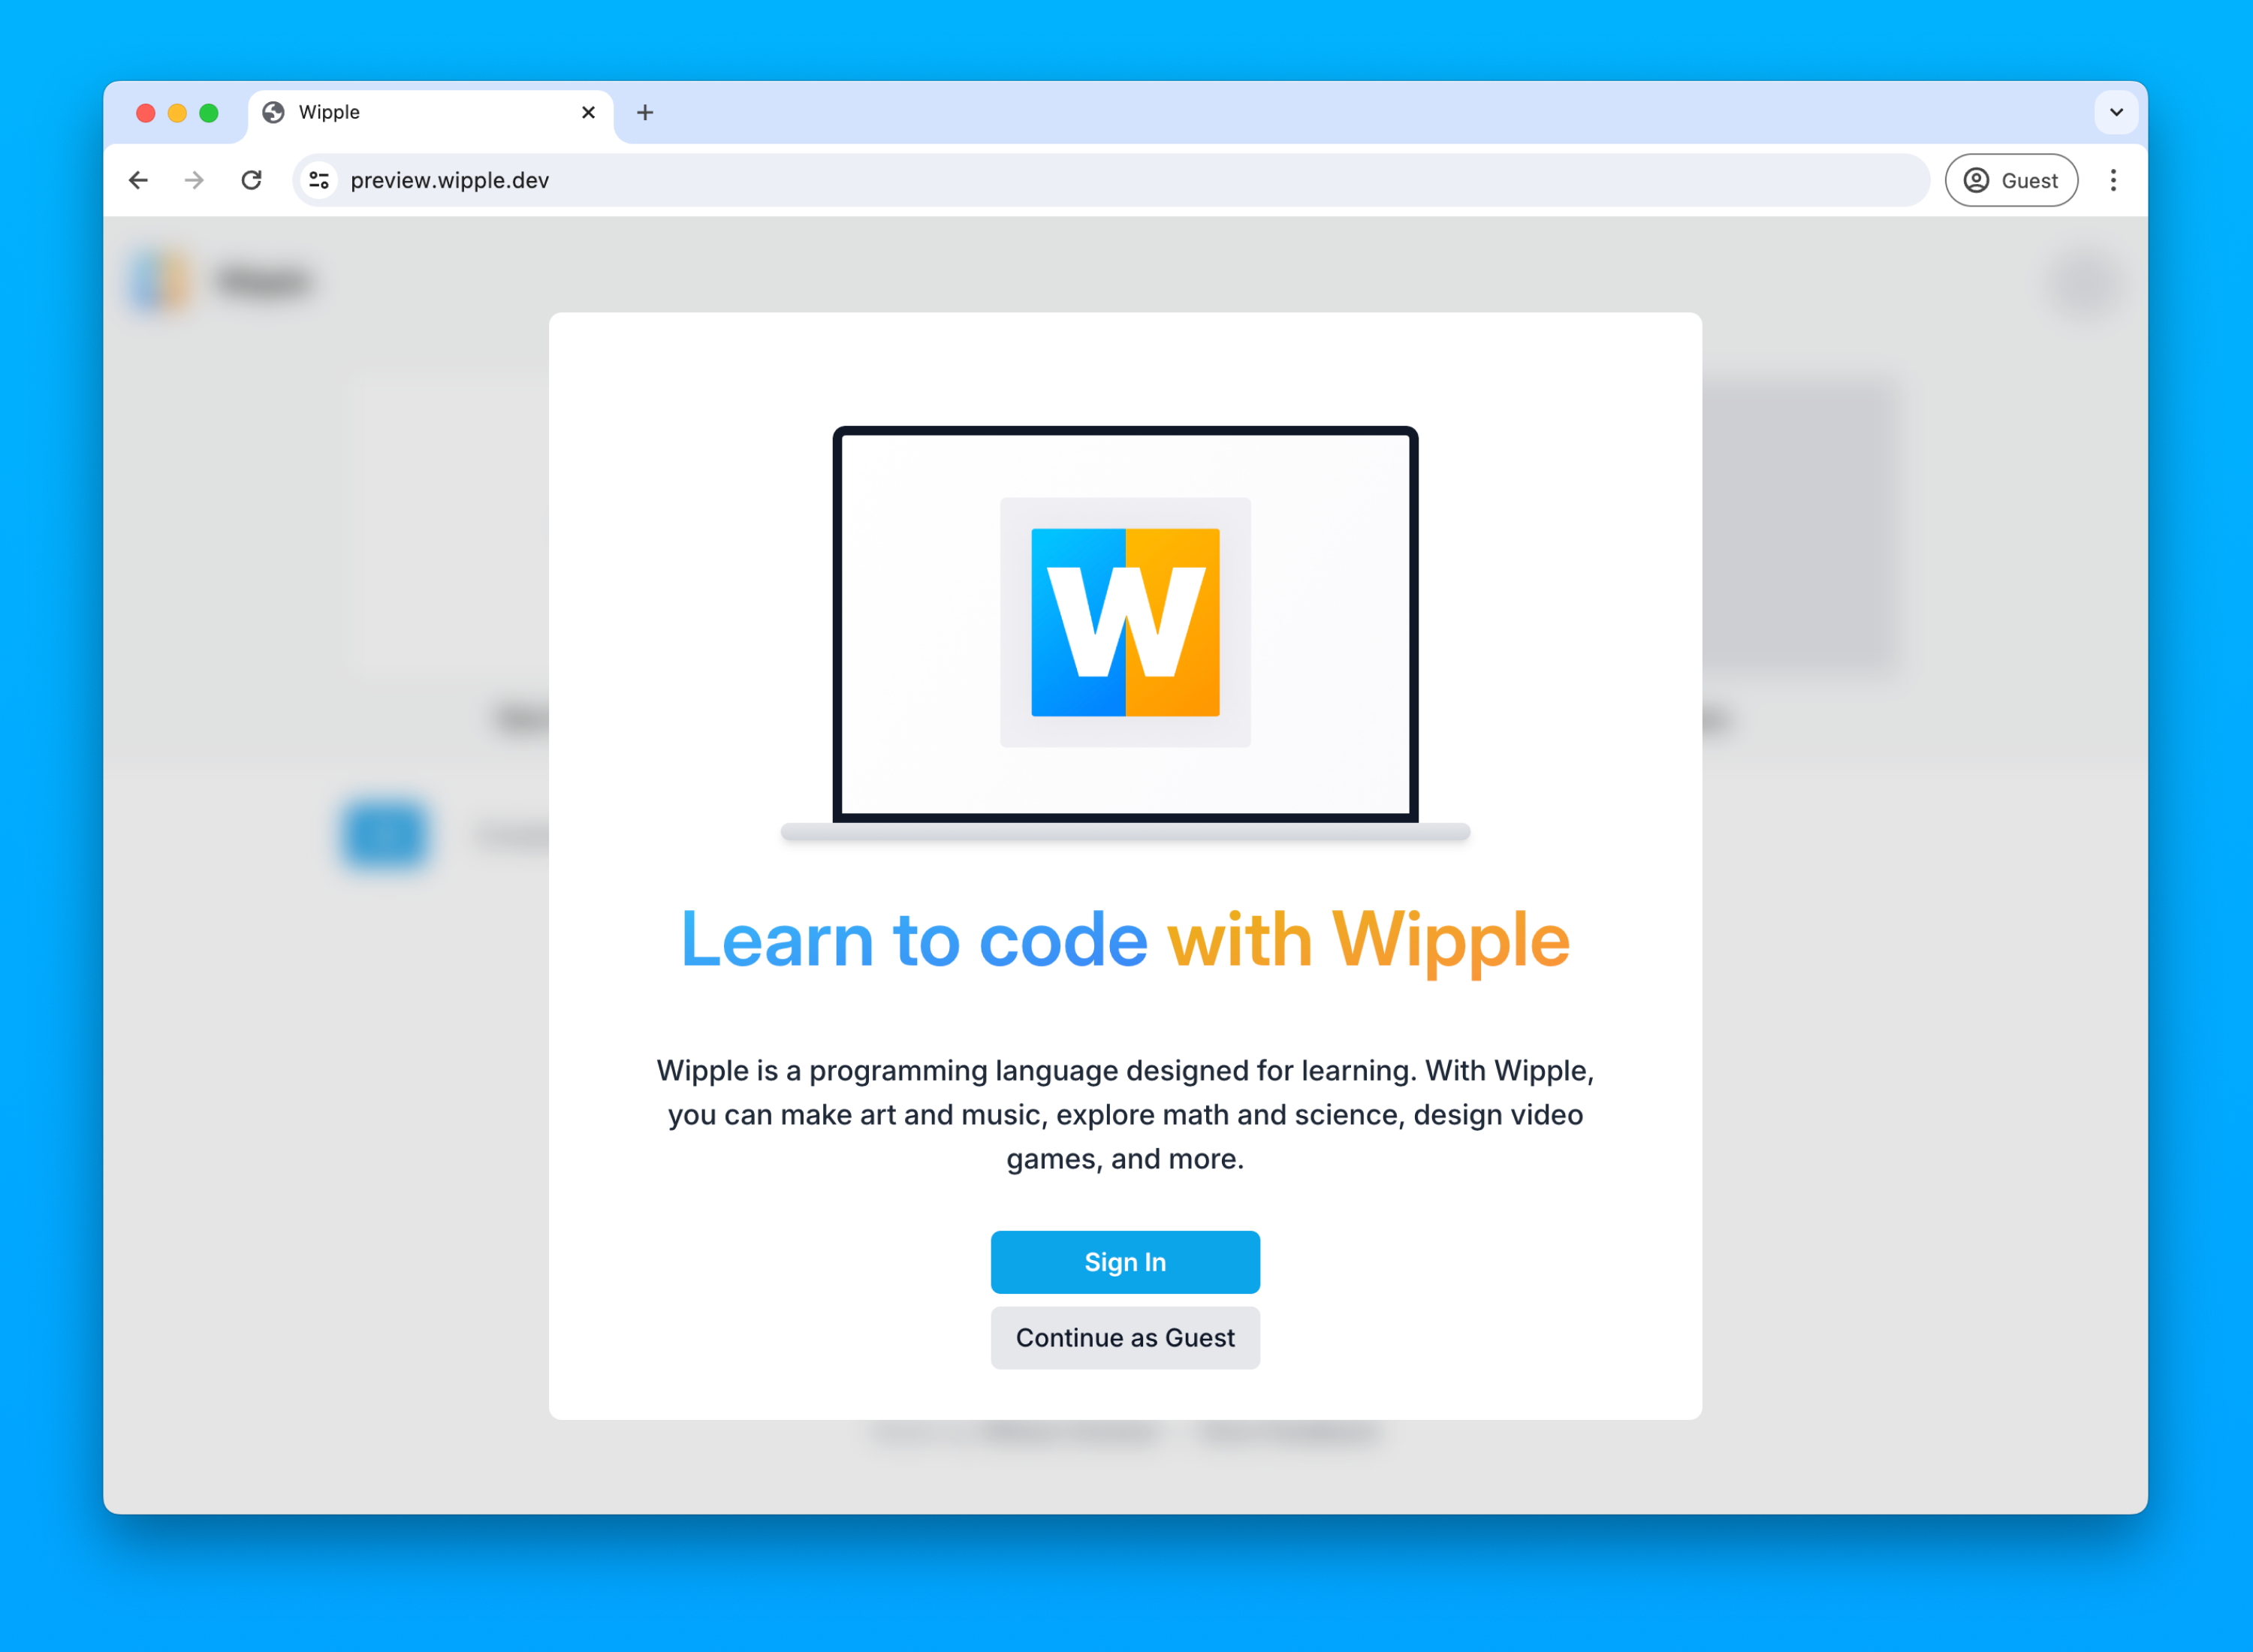 Wipple
preview.wipple.dev
Guest
W
Learn to code with Wipple
Wipple is a programming language designed for learning. With Wipple,
you can make art and music, explore math and science, design video
games, and more.
Sign In
Continue as Guest